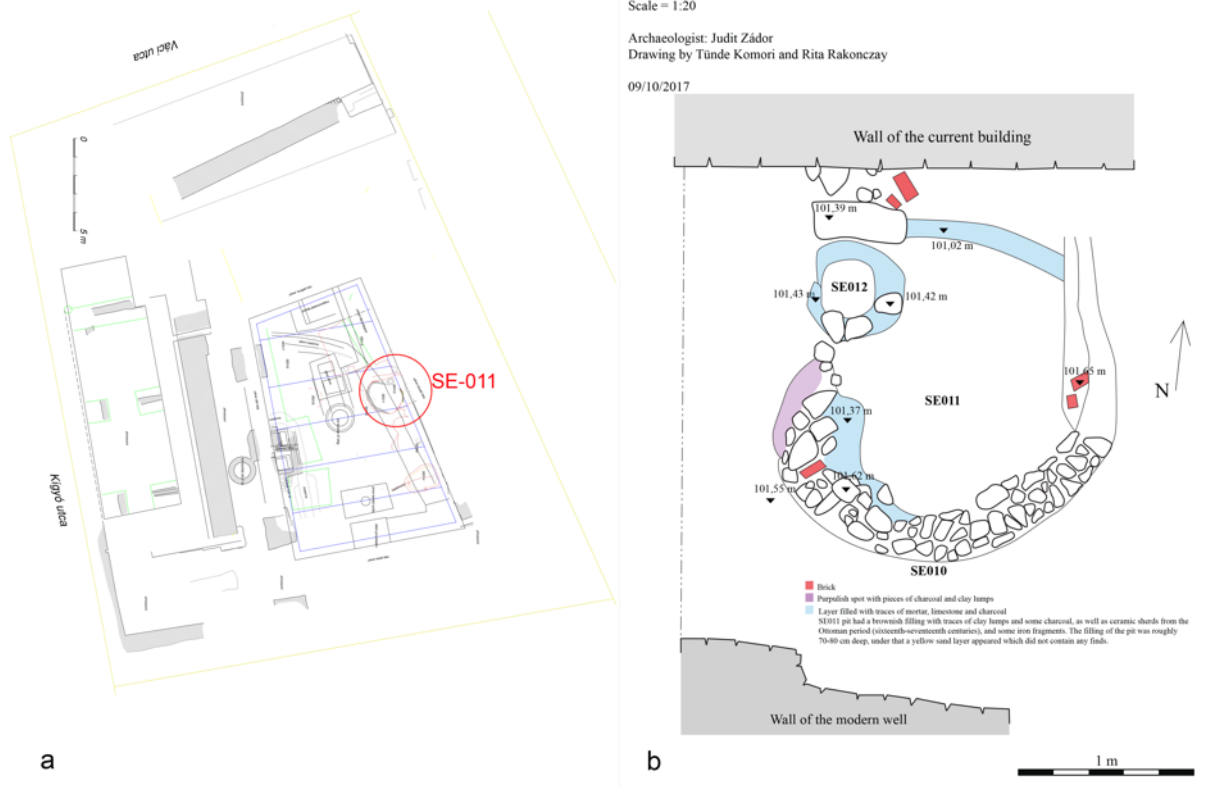 Váci utca
0
5 m
SE-011
Kígyó utca
a
Scale = 1:20
Archaeologist: Judit Zádor
Drawing by Tünde Komori and Rita Rakonczay
09/10/2017
Wall of the current building
101,39 m
101,02 m
SE012
101,43 m
101,42 m
101,65 m
SE011
N
101,37 m
101,62 m
101,55 m
SE010
Brick
Purpulish spot with pieces of charcoal and clay lumps
Layer filled with traces of mortar, limestone and charcoal
SE011 pit had a brownish filling with traces of clay lumps and some charcoal, as well as ceramic sherds from the
Ottoman period (sixteenth-seventeenth centuries), and some iron fragments. The filling of the pit was roughly
70-80 cm deep, under that a yellow sand layer appeared which did not contain any finds.
Wall of the modern well
b
1 m